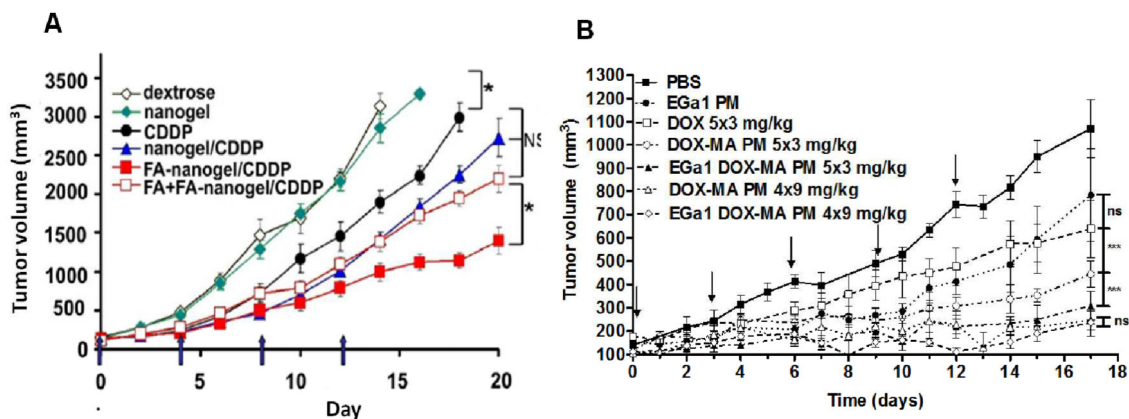 A
Tumor volume (mm³)
3500
3000
2500
2000
1500
1000
500
0
dextrose
nanogel
CDDP
nanogel/CDDP
FA-nanogel/CDDP
FA+FA-nanogel/CDDP
*
*
0
5
10
15
20
Day
B
Tumor volume (mm³)
1300
1200
1100
1000
900
800
700
600
500
400
300
200
100
PBS
EGa1 PM
DOX 5x3 mg/kg
DOX-MA PM 5x3 mg/kg
EGa1 DOX-MA PM 5x3 mg/kg
DOX-MA PM 4x9 mg/kg
EGa1 DOX-MA PM 4x9 mg/kg
ns
***
***
ns
0
2
4
6
8
10
12
14
16
18
Time (days)